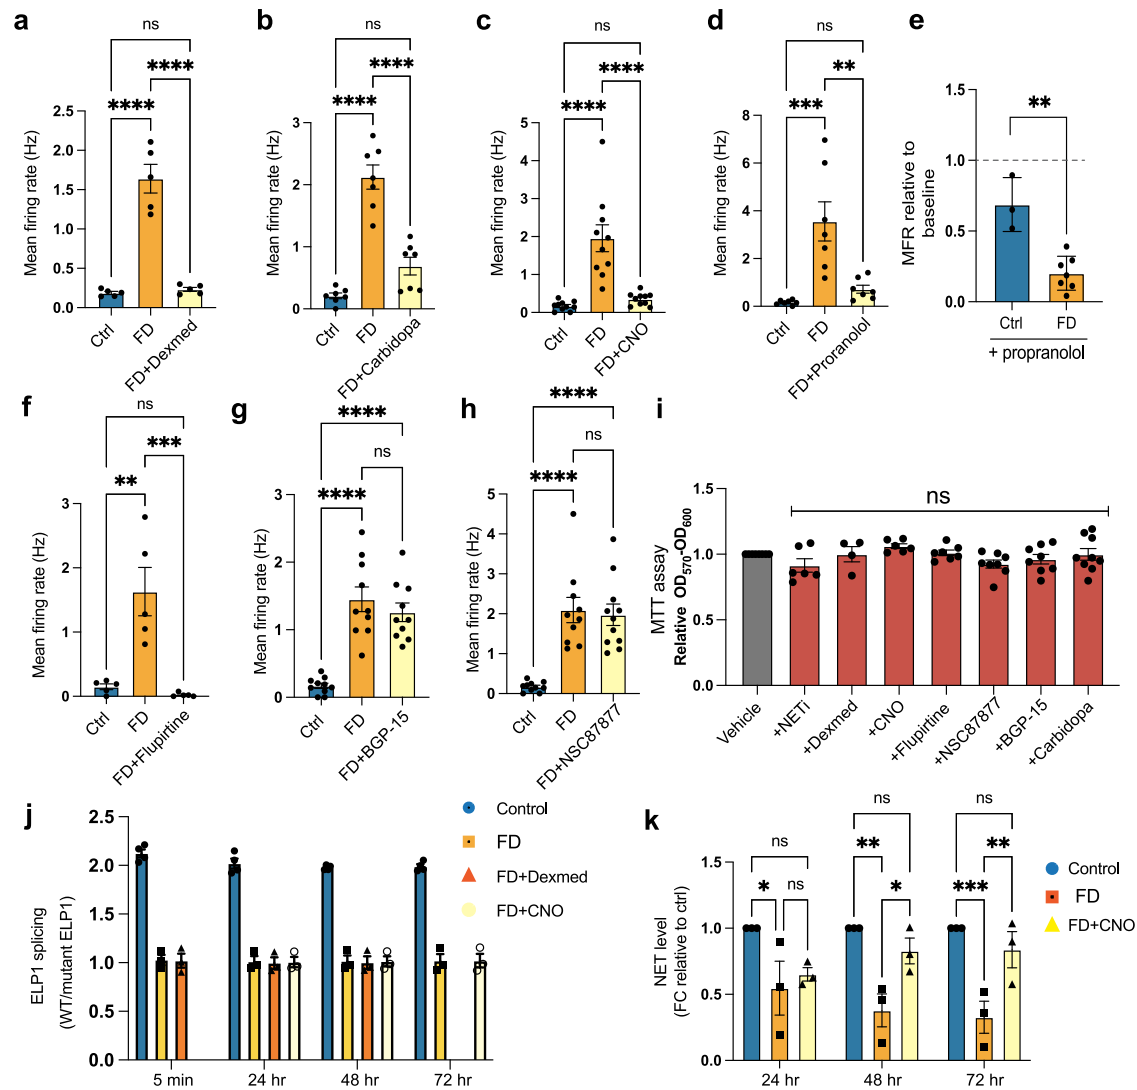 a
ns
****
****
Mean firing rate (Hz)
2.5
2.0
1.5
1.0
0.5
0.0
Ctrl
FD
FD+Dexmed
b
ns
****
****
Mean firing rate (Hz)
3
2
1
0
Ctrl
FD
FD+Carbidopa
c
ns
****
****
Mean firing rate (Hz)
5
4
3
2
1
0
Ctrl
FD
FD+CNO
d
ns
**
***
Mean firing rate (Hz)
8
6
4
2
0
Ctrl
FD
FD+Proranolol
e
**
MFR relative to
baseline
1.5
1.0
0.5
0.0
Ctrl
FD
+ propranolol
f
ns
***
**
Mean firing rate (Hz)
3
2
1
0
Ctrl
FD
FD+Flupirtine
g
****
ns
****
Mean firing rate (Hz)
3
2
1
0
Ctrl
FD
FD+BGP-15
h
****
ns
****
Mean firing rate (Hz)
5
4
3
2
1
0
Ctrl
FD
FD+NSC87877
i
ns
MTT assay
Relative OD570-OD600
1.5
1.0
0.5
0.0
Vehicle
+NETi
+Dexmed
+CNO
+Flupirtine
+NSC87877
+BGP-15
+Carbidopa
j
ELP1 splicing
(WT/mutant ELP1)
2.5
2.0
1.5
1.0
0.5
0.0
5 min
24 hr
48 hr
72 hr
Control
FD
FD+Dexmed
FD+CNO
k
ns
*
ns
ns
**
*
ns
***
**
NET level
(FC relative to ctrl)
1.5
1.0
0.5
0.0
24 hr
48 hr
72 hr
Control
FD
FD+CNO